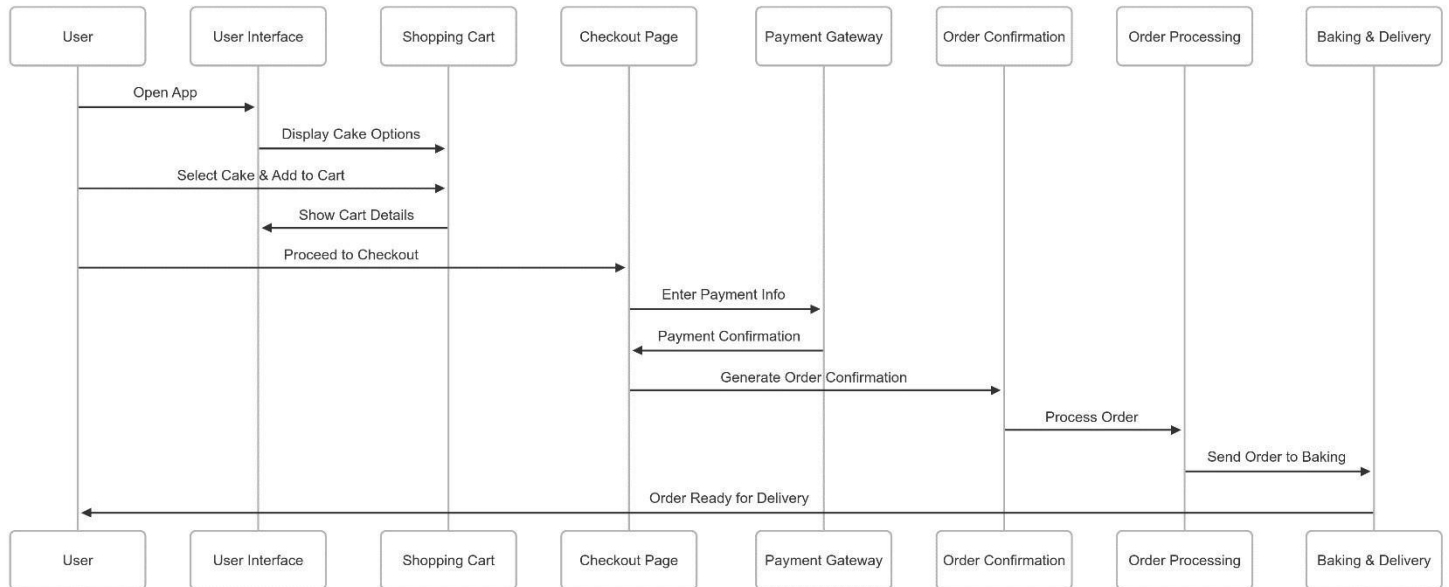 User
User Interface
Shopping Cart
Checkout Page
Payment Gateway
Order Confirmation
Order Processing
Baking & Delivery
Open App
Display Cake Options
Select Cake & Add to Cart
Show Cart Details
Proceed to Checkout
Enter Payment Info
Payment Confirmation
Generate Order Confirmation
Process Order
Send Order to Baking
Order Ready for Delivery
User
User Interface
Shopping Cart
Checkout Page
Payment Gateway
Order Confirmation
Order Processing
Baking & Delivery